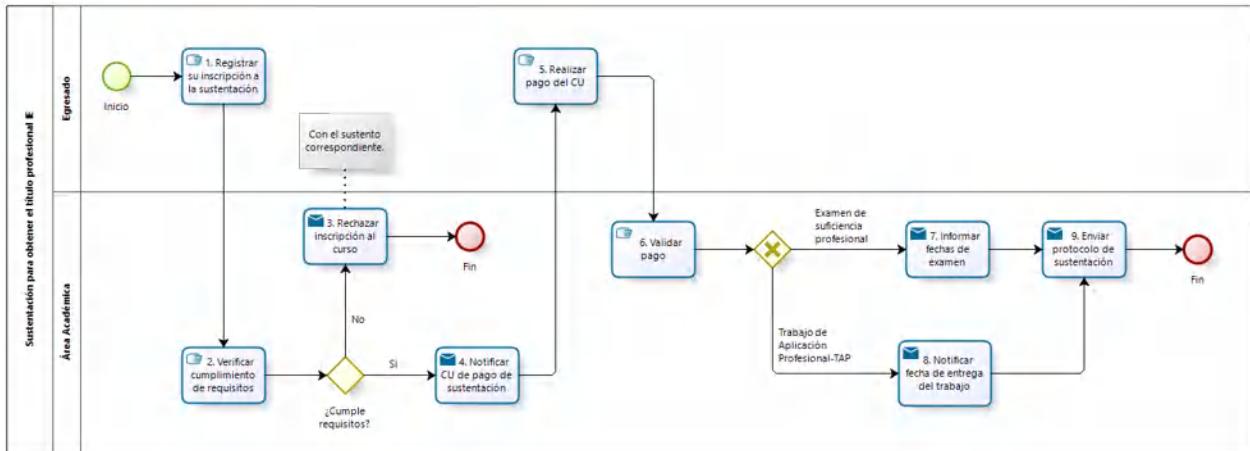 Sustentación para obtener el título profesional IE
Egresado
Inicio
1. Registrar
su inscripción a
la sustentación
5. Realizar
pago del CU
Con el sustento
correspondiente.
Área Académica
3. Rechazar
inscripción al
curso
Fin
No
2. Verificar
cumplimiento
de requisitos
¿Cumple
requisitos?
Si
4. Notificar
CU de pago de
sustentación
6. Validar
pago
Examen de
suficiencia
profesional
7. Informar
fechas de
examen
9. Enviar
protocolo de
sustentación
Fin
Trabajo de
Aplicación
Profesional-TAP
8. Notificar
fecha de entrega
del trabajo